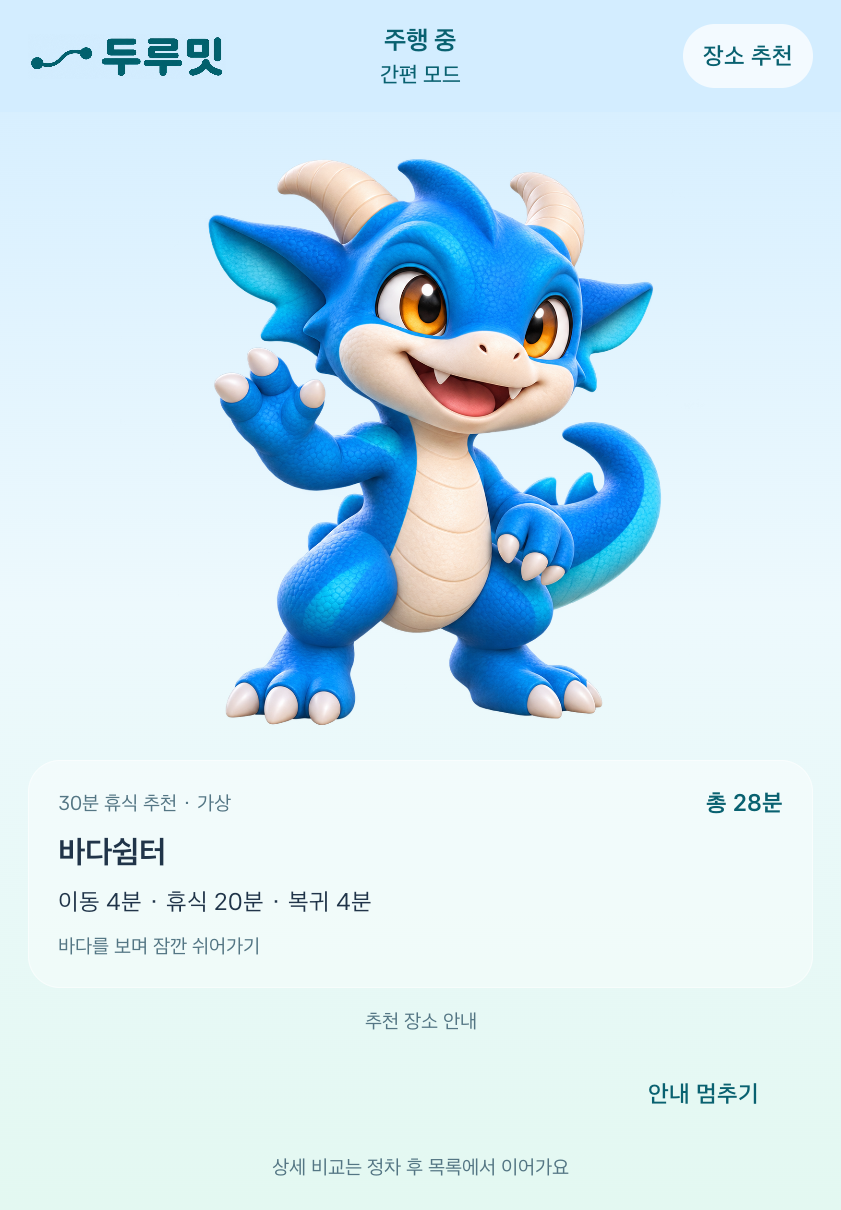 두루밋
주행 중
간편 모드
장소 추천
30분 휴식 추천 · 가상
총 28분
바다쉼터
이동 4분 · 휴식 20분 · 복귀 4분
바다를 보며 잠깐 쉬어가기
추천 장소 안내
안내 멈추기
상세 비교는 정차 후 목록에서 이어가요